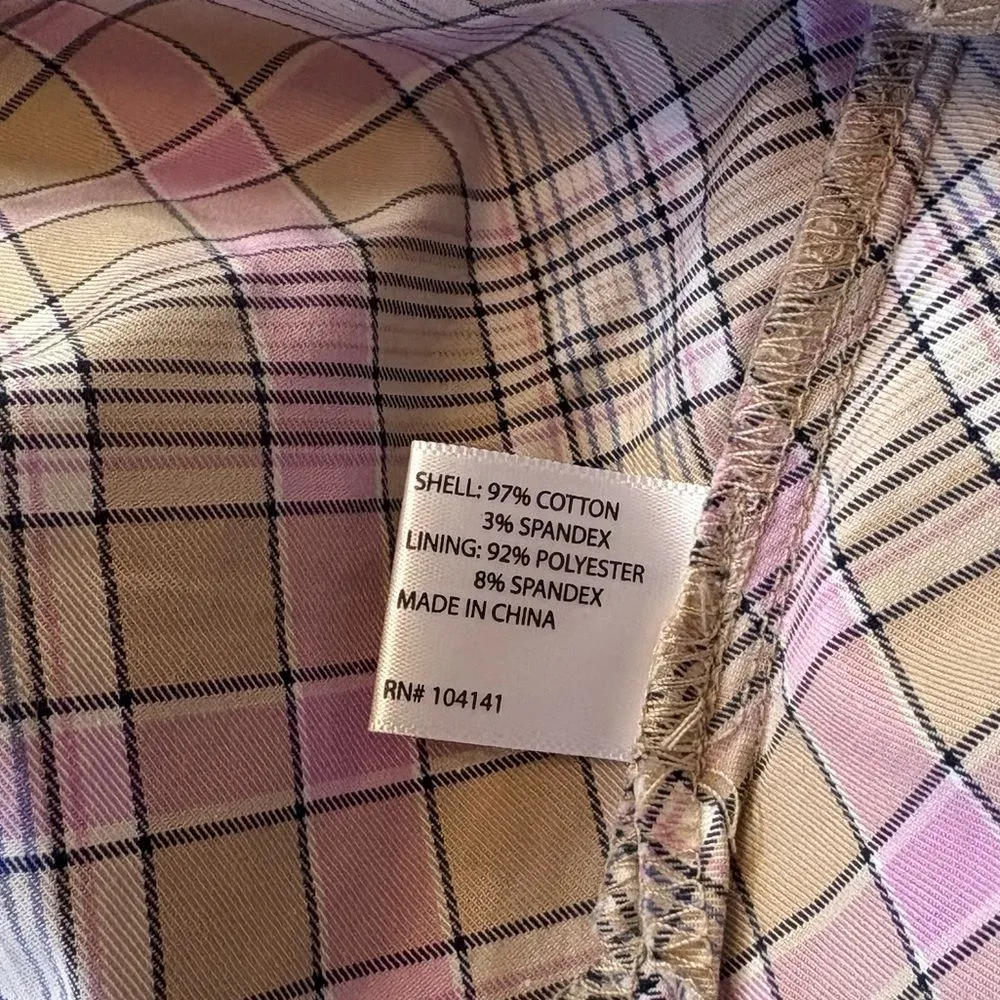 SHELL: 97% COTTON
3% SPANDEX
LINING: 92% POLYESTER
8% SPANDEX
MADE IN CHINA
RN# 104141